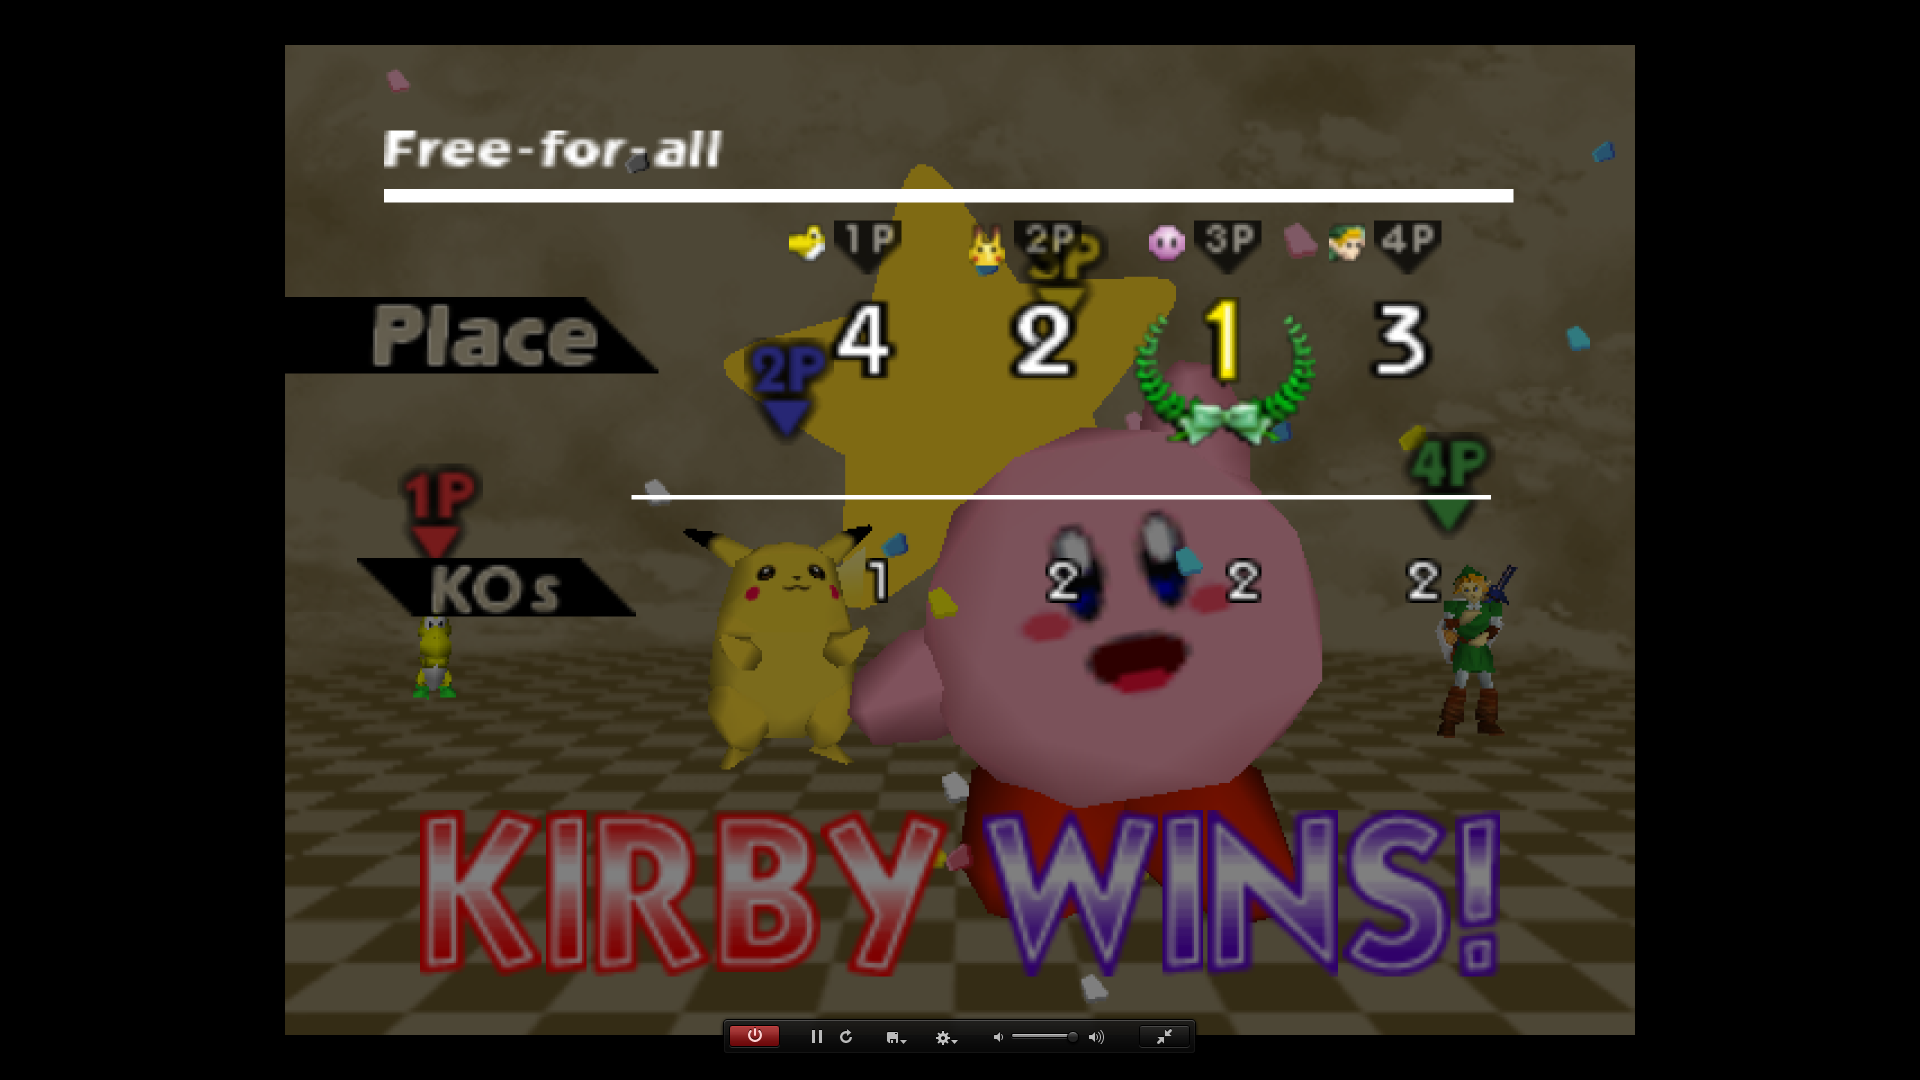 Free-for-all
1P 2P 3P 4P
3P
Place 4 2 1 3
2P
4P
1P
KOs 1 2 2 2
KIRBY WINS!